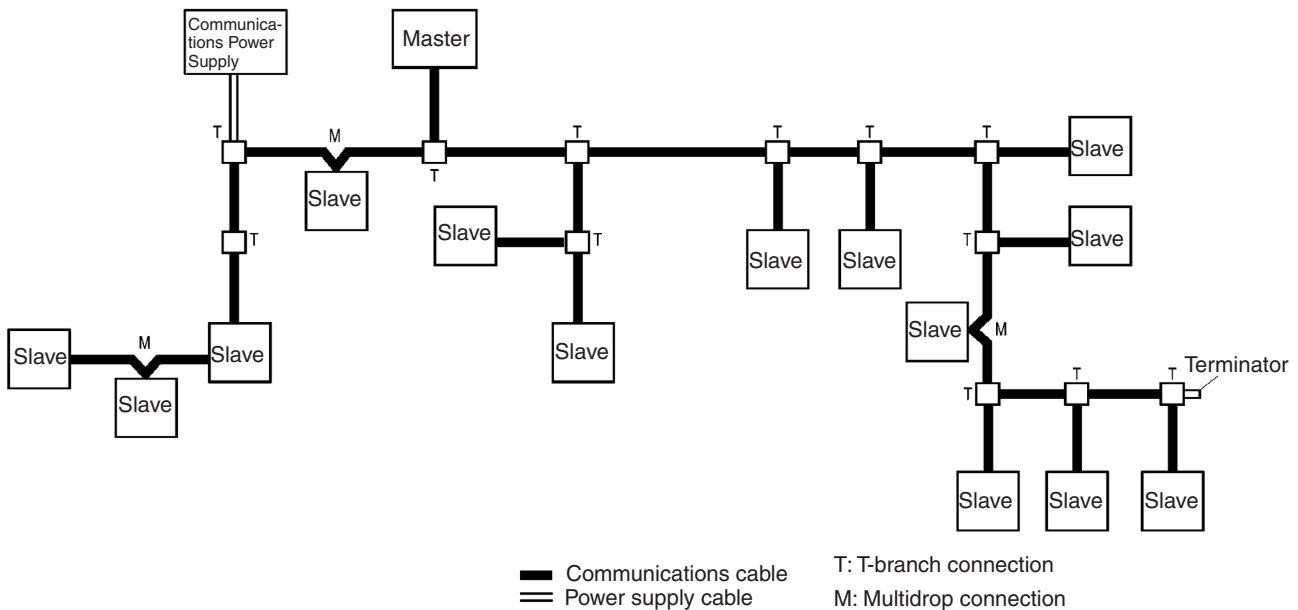 Communica-
tions Power
Supply
Master
T
M
T
T
T
T
T
Slave
Slave
T
Slave
T
T
Slave
Slave
Slave
Slave
M
Slave
Slave
Slave
M
Slave
Slave
T
T
T
Terminator
Slave
Slave
Slave
Communications cable
Power supply cable
T: T-branch connection
M: Multidrop connection